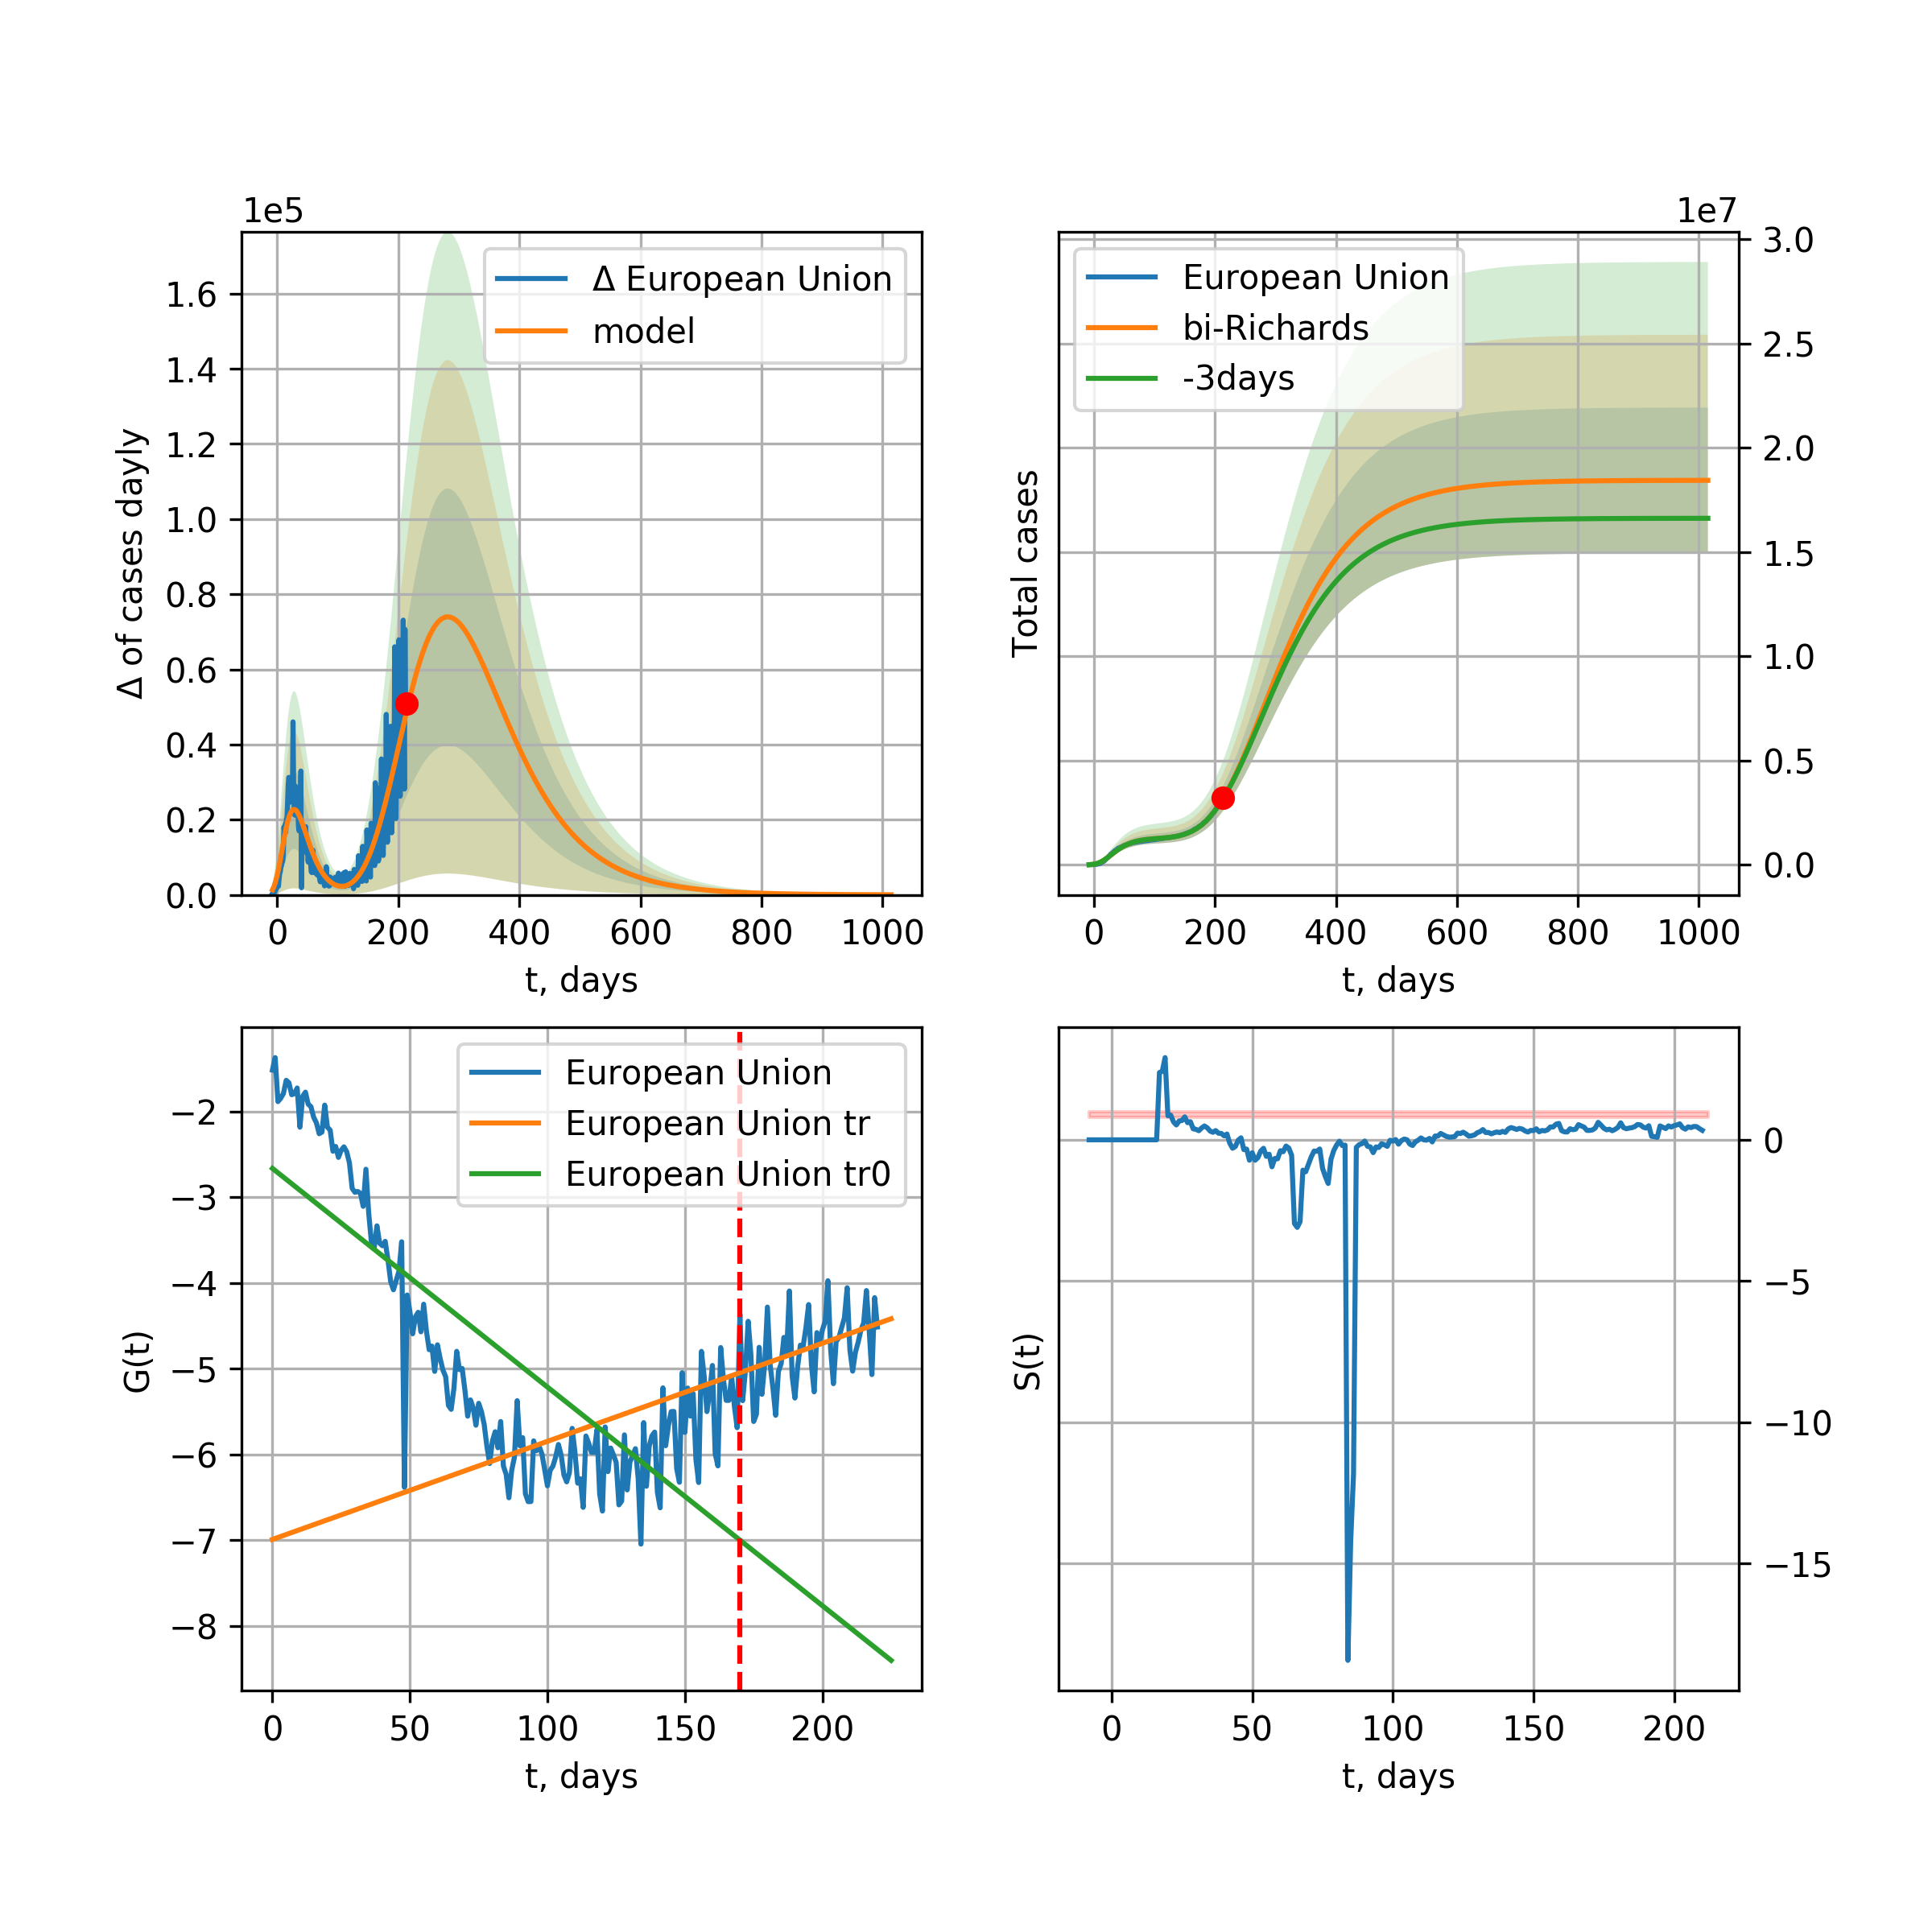 1e5
Δ of cases dayly
1.6
1.4
1.2
1.0
0.8
0.6
0.4
0.2
0.0
Δ European Union
model
0 200 400 600 800 1000
t, days
1e7
Total cases
European Union
bi-Richards
-3days
3.0
2.5
2.0
1.5
1.0
0.5
0.0
0 200 400 600 800 1000
t, days
G(t)
−2
−3
−4
−5
−6
−7
−8
European Union
European Union tr
European Union tr0
0 50 100 150 200
t, days
S(t)
0
−5
−10
−15
0 50 100 150 200
t, days